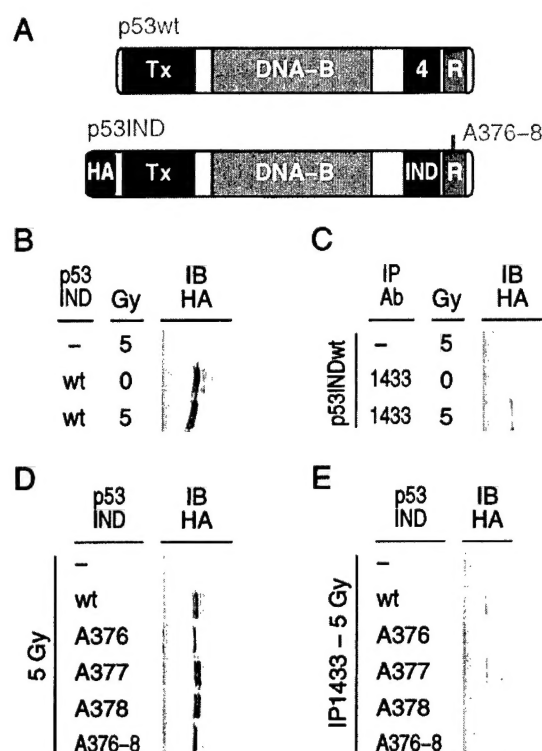 A
p53wt
Tx DNA-B 4 R
p53IND
A376-8
HA Tx DNA-B IND R
B
p53 IND Gy IB HA
- 5
wt 0
wt 5
C
IP Ab Gy IB HA
p53INDwt
- 5
1433 0
1433 5
D
p53 IND IB HA
5 Gy
-
wt
A376
A377
A378
A376-8
E
p53 IND IB HA
IP1433 - 5 Gy
-
wt
A376
A377
A378
A376-8